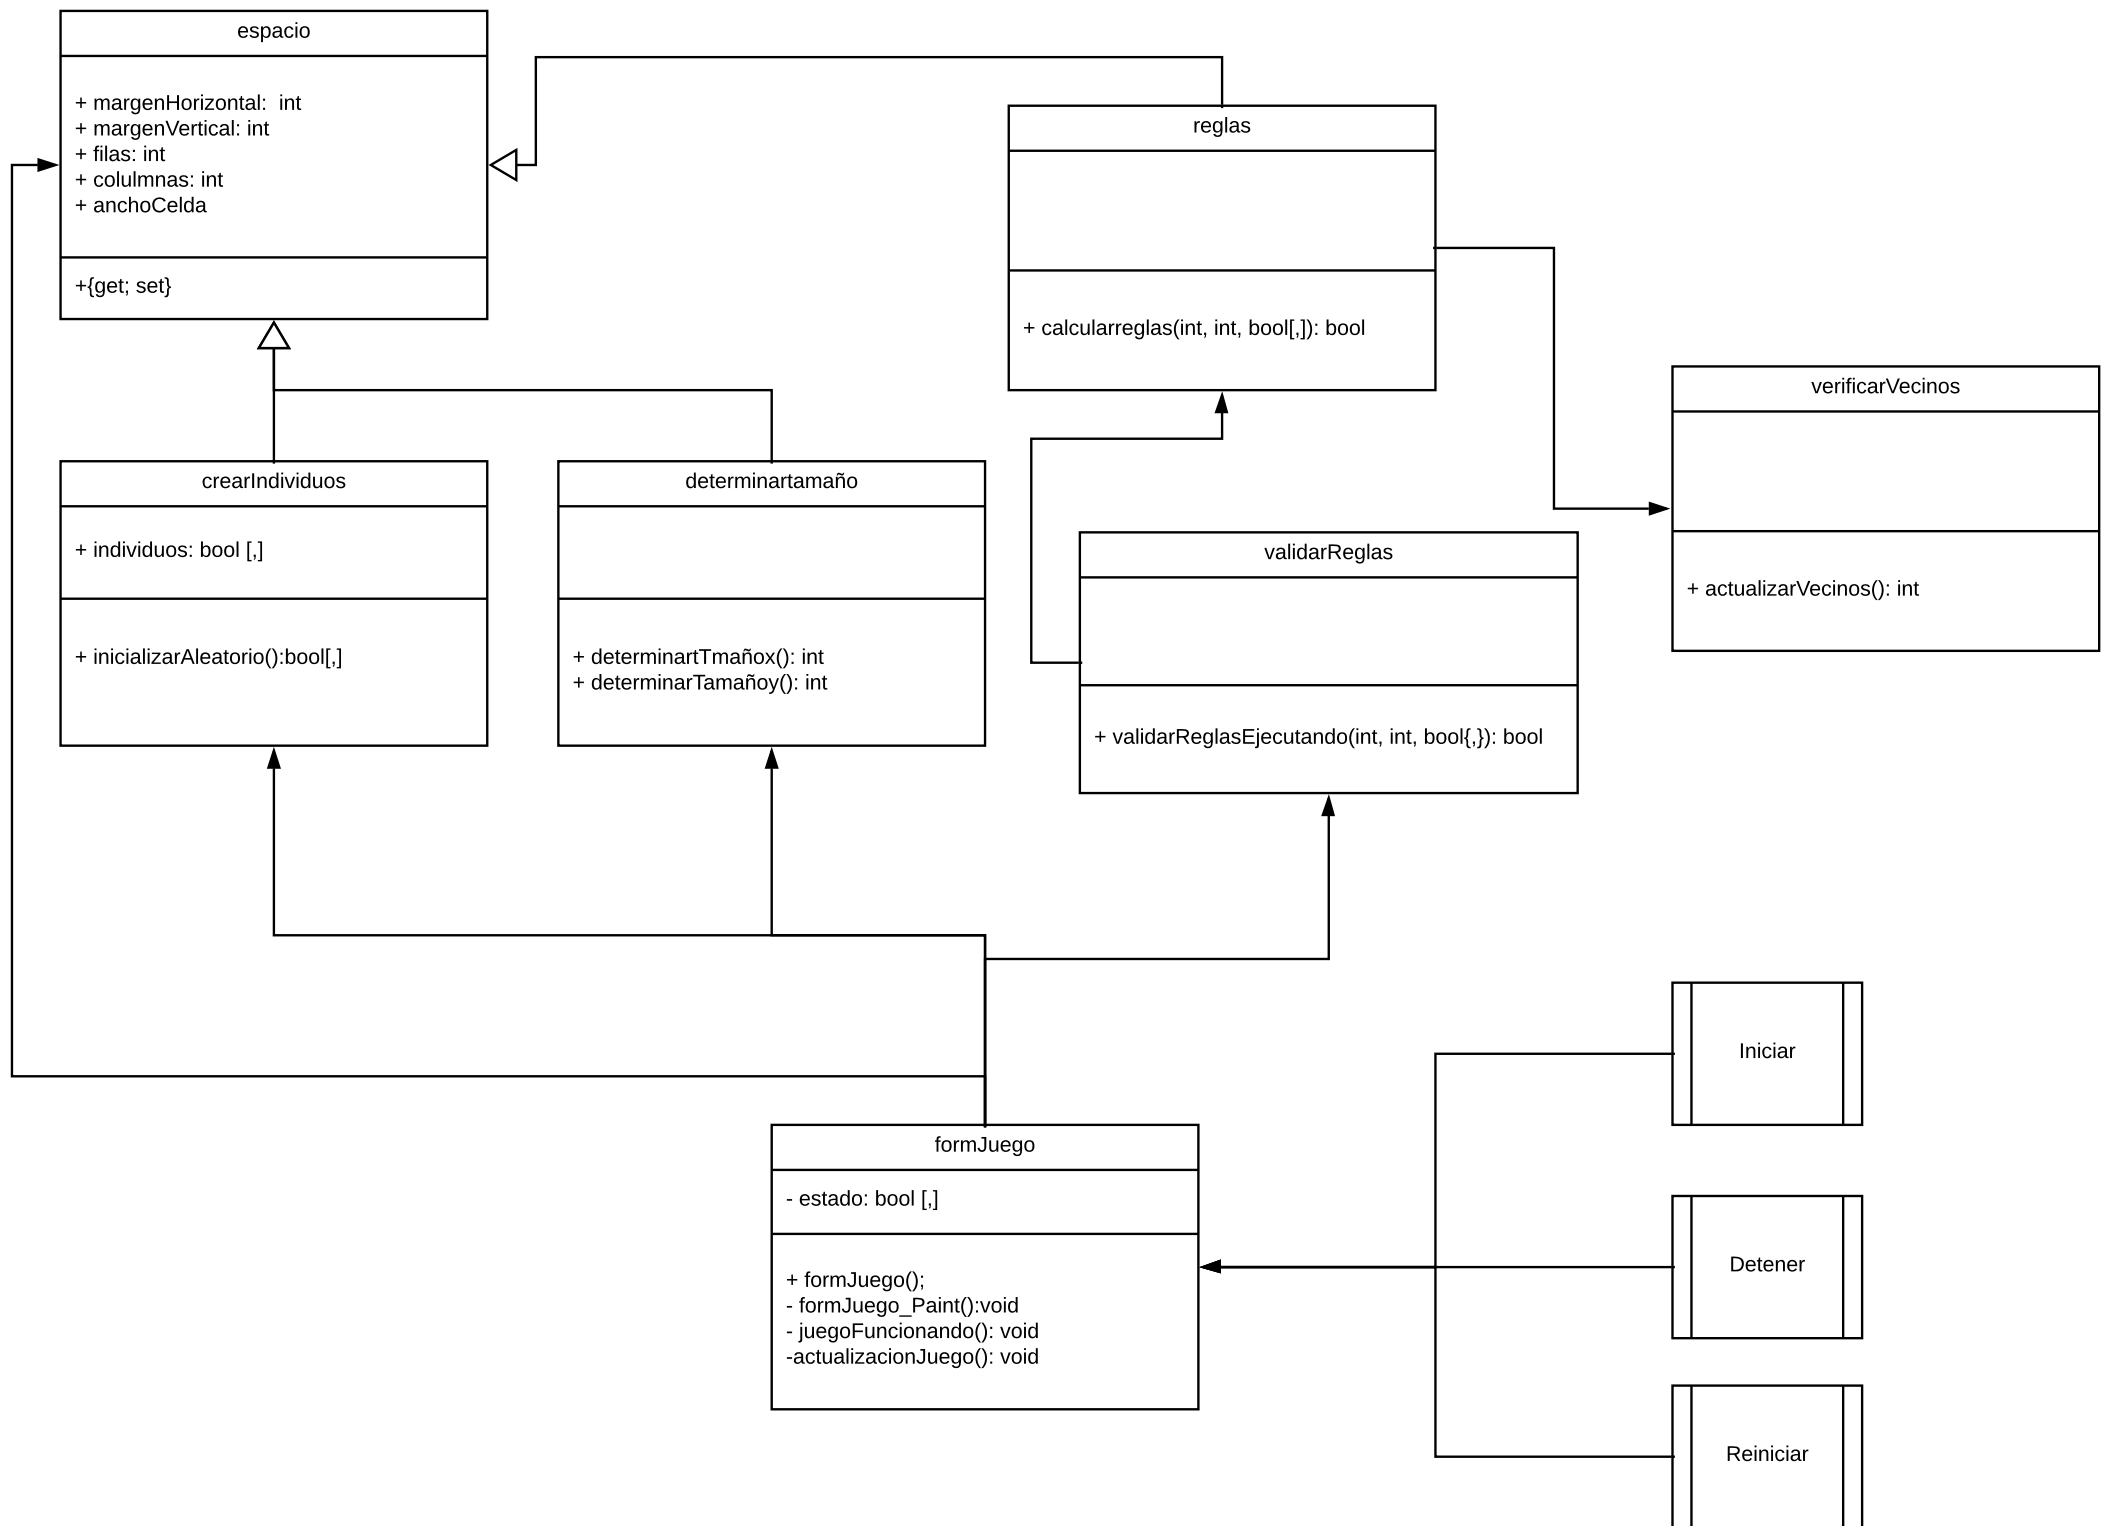 espacio
+ margenHorizontal:  int
+ margenVertical: int
+ filas: int
+ colulmnas: int
+ anchoCelda
+{get; set}
reglas
+ calcularreglas(int, int, bool[,]): bool
verificarVecinos
+ actualizarVecinos(): int
crearIndividuos
+ individuos: bool [,]
+ inicializarAleatorio():bool[,]
determinartamaño
+ determinartTmañox(): int
+ determinarTamañoy(): int
validarReglas
+ validarReglasEjecutando(int, int, bool{,}): bool
formJuego
- estado: bool [,]
+ formJuego();
- formJuego_Paint():void
- juegoFuncionando(): void
-actualizacionJuego(): void
Iniciar
Detener
Reiniciar